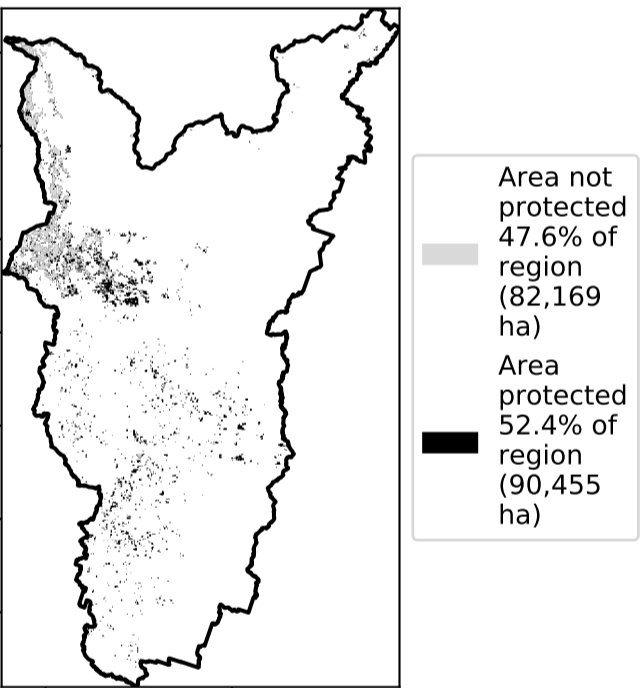 Area not
protected
47.6% of
region
(82,169
ha)
Area
protected
52.4% of
region
(90,455
ha)